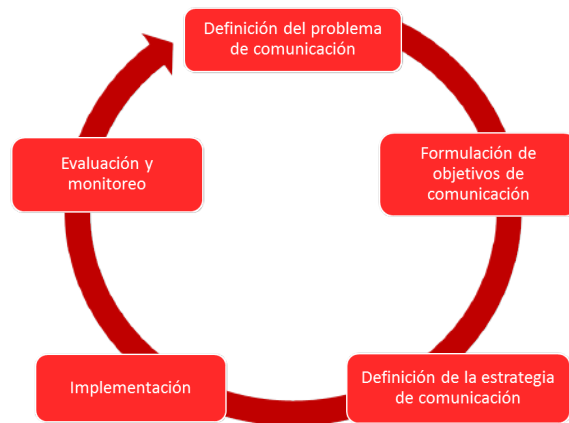 Definición del problema
de comunicación
Formulación de
objetivos de
comunicación
Definición de la estrategia
de comunicación
Implementación
Evaluación y
monitoreo